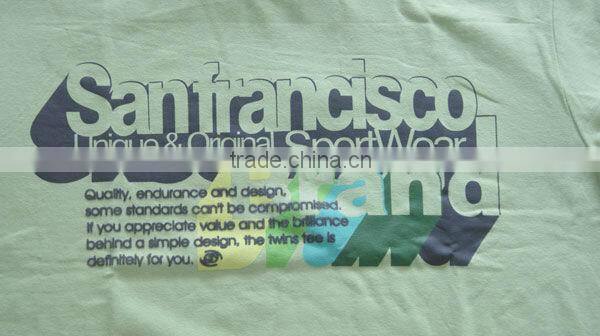 Sanfrancisco
Unique & Original SportWear
trade.china.cn
Brand
Quality, endurance and design,
some standards can't be compromised.
If you appreciate value and the brilliance
behind a simple design, the twins tee is
definitely for you.